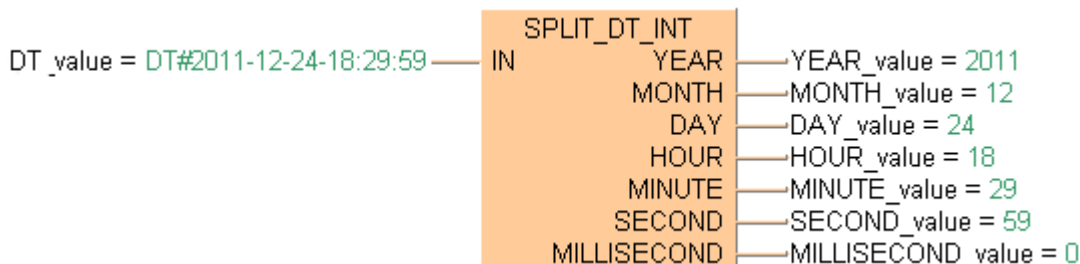 SPLIT_DT_INT
DT_value = DT#2011-12-24-18:29:59 IN YEAR YEAR_value = 2011
MONTH MONTH_value = 12
DAY DAY_value = 24
HOUR HOUR_value = 18
MINUTE MINUTE_value = 29
SECOND SECOND_value = 59
MILLISECOND MILLISECOND_value = 0